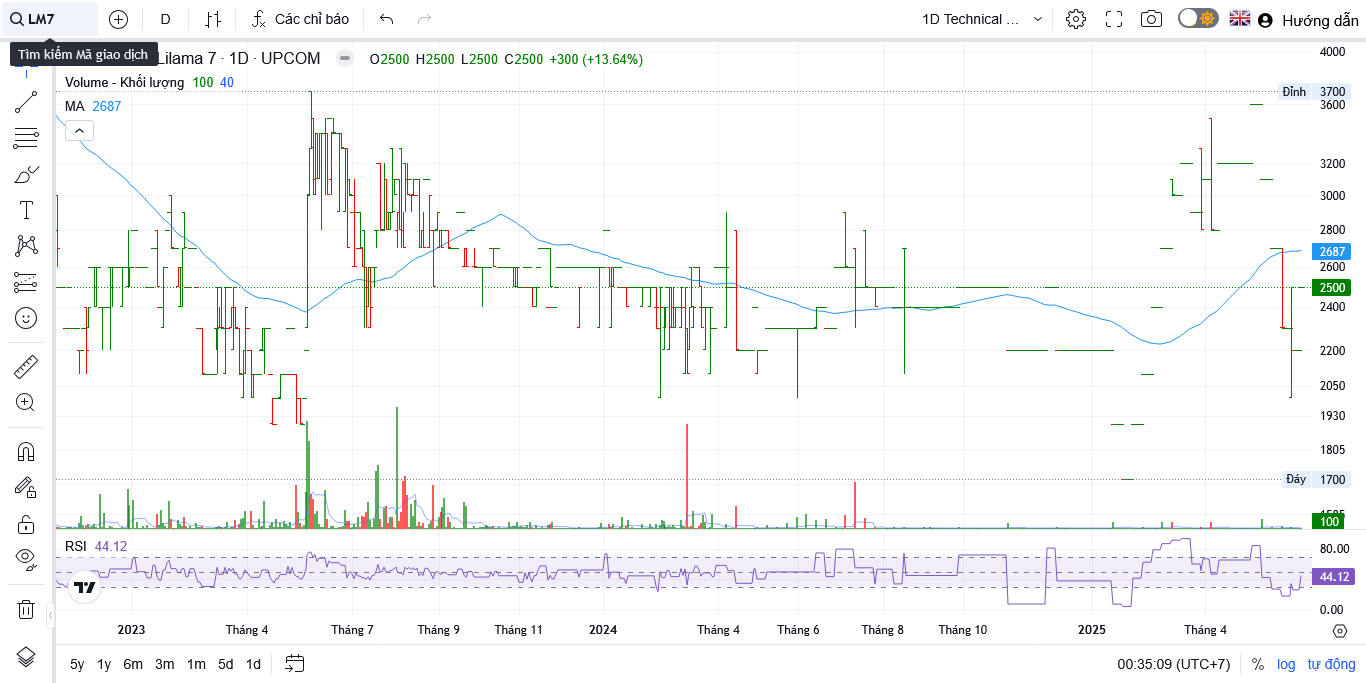 LM7
D
Các chỉ báo
1D Technical ...
Hướng dẫn
Tìm kiếm Mã giao dịch
Lilama 7 · 1D · UPCOM
O2500 H2500 L2500 C2500 +300 (+13.64%)
Volume - Khối lượng 100 40
MA 2687
4000
Đỉnh 3700
3600
3200
3000
2800
2687
2600
2500
2400
2200
2050
1930
1805
Đáy 1700
100
RSI 44.12
80.00
44.12
0.00
2023 Tháng 4 Tháng 7 Tháng 9 Tháng 11 2024 Tháng 4 Tháng 6 Tháng 8 Tháng 10 2025 Tháng 4
5y 1y 6m 3m 1m 5d 1d
00:35:09 (UTC+7) % log tự động